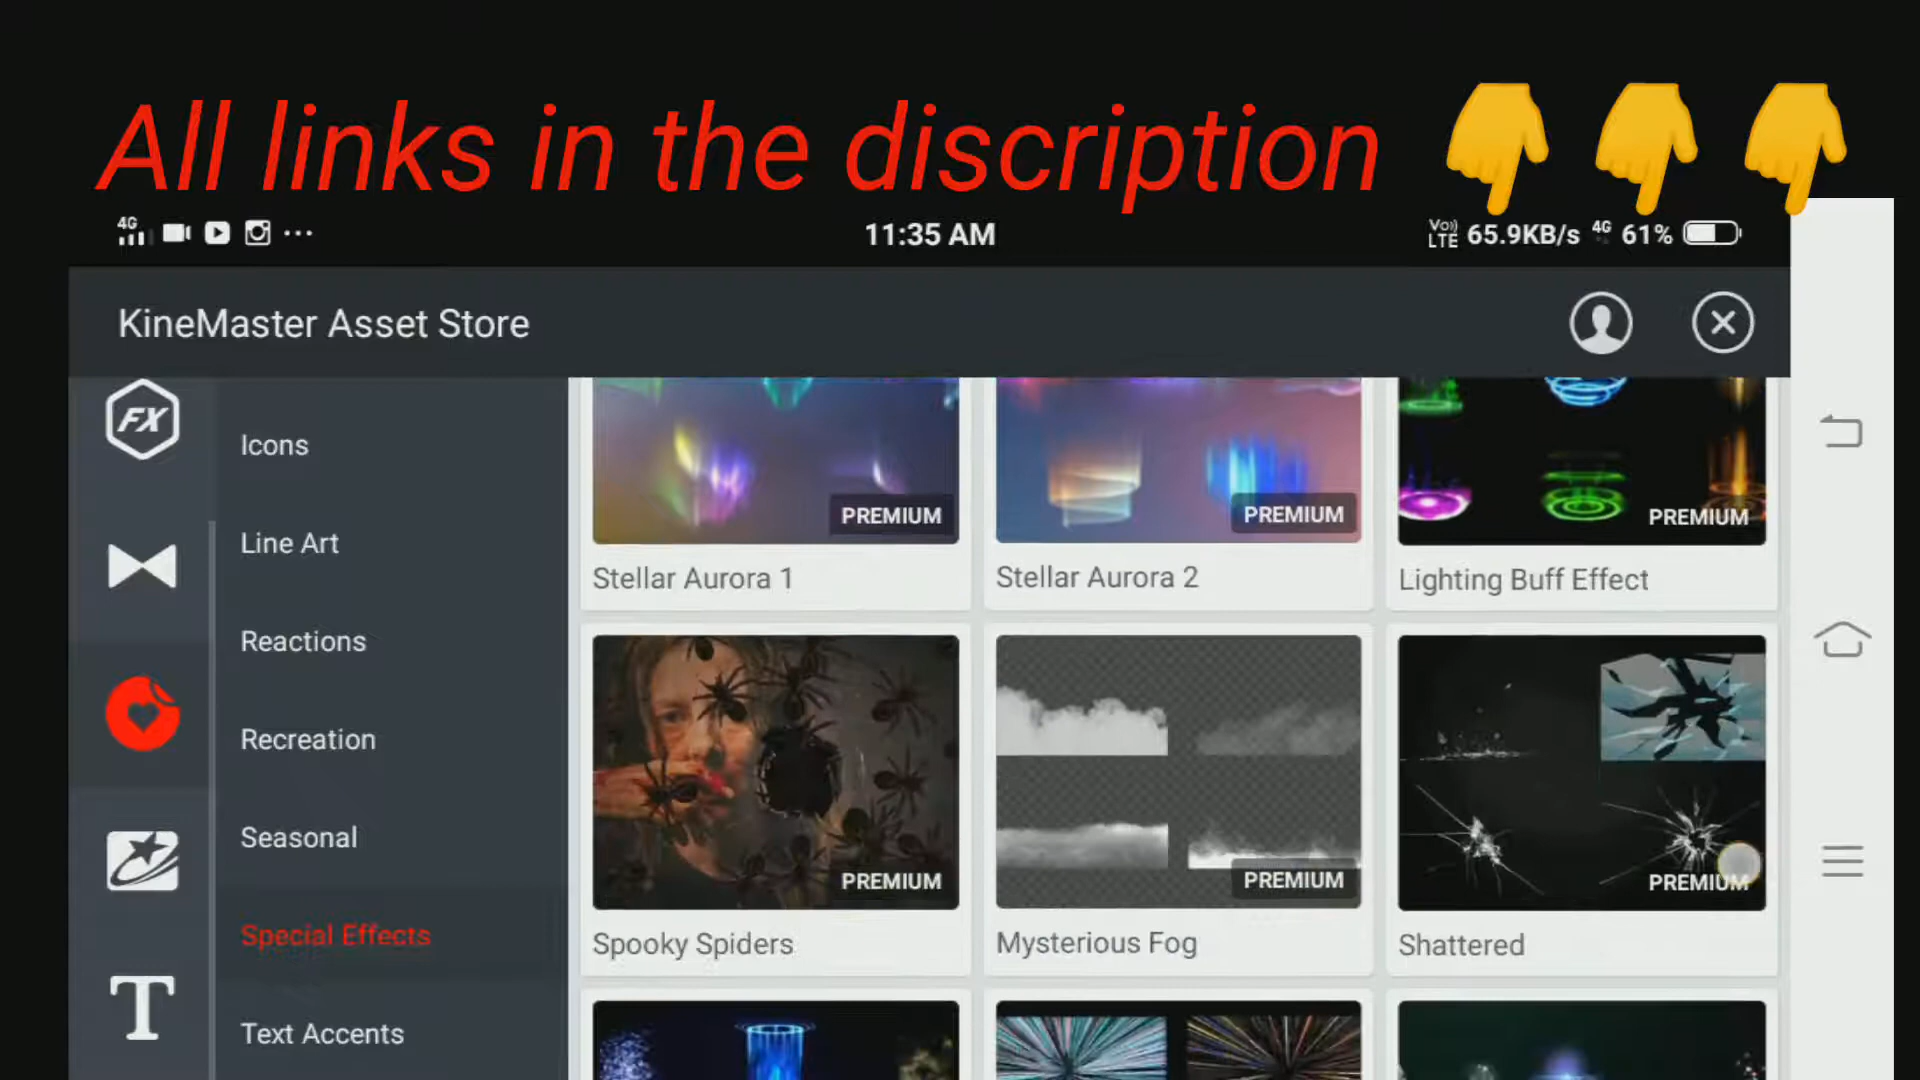 All links in the discription 👇 👇 👇
4G 11:35 AM Vo)) LTE 65.9KB/s 4G 61%
KineMaster Asset Store
FX
Icons
Line Art
Reactions
Recreation
Seasonal
Special Effects
T
Text Accents
PREMIUM
Stellar Aurora 1
PREMIUM
Stellar Aurora 2
PREMIUM
Lighting Buff Effect
PREMIUM
Spooky Spiders
PREMIUM
Mysterious Fog
PREMIUM
Shattered